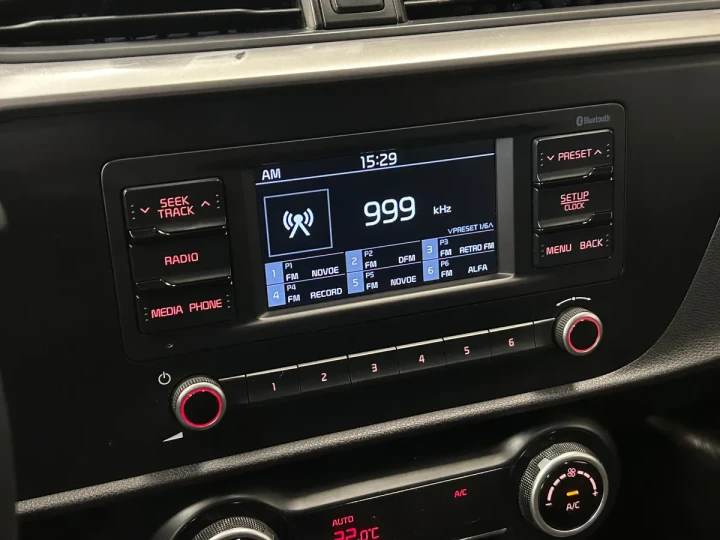 Bluetooth
AM
15:29
999 kHz
∨PRESET 1/6∧
1 P1 FM NOVOE
2 P2 FM DFM
3 P3 FM RETRO FM
4 P4 FM RECORD
5 P5 FM NOVOE
6 P6 FM ALFA
∨ SEEK ∧
TRACK
RADIO
MEDIA PHONE
∨ PRESET ∧
SETUP
CLOCK
MENU BACK
1 2 3 4 5 6
A/C
AUTO
22.0°C
- +
A/C